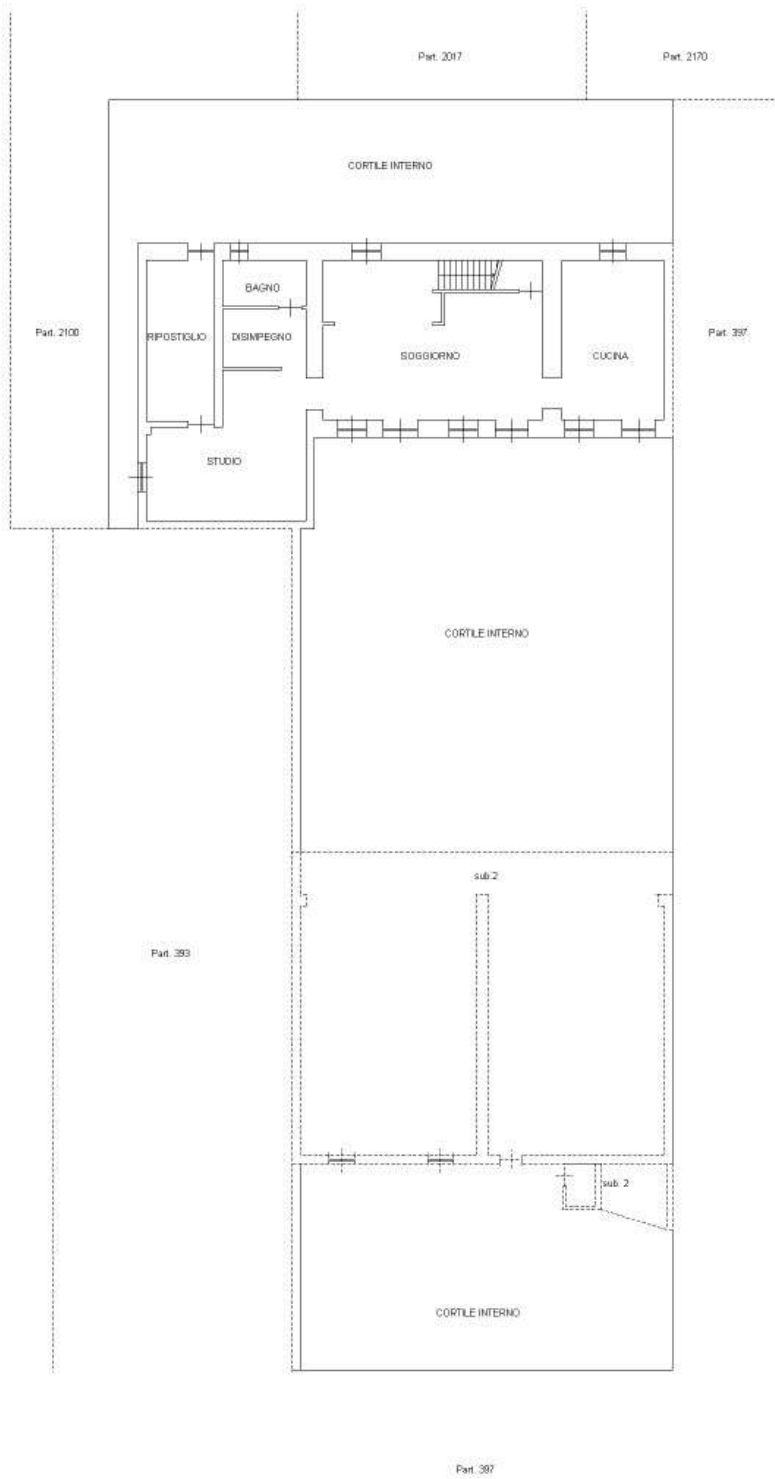 Part. 2017
Part. 2170
CORTILE INTERNO
BAGNO
Part. 2100
RIPOSTIGLIO
DISIMPEGNO
Part. 397
SOGGIORNO
CUCINA
STUDIO
CORTILE INTERNO
sub.2
Part. 393
sub. 2
CORTILE INTERNO
Part. 397